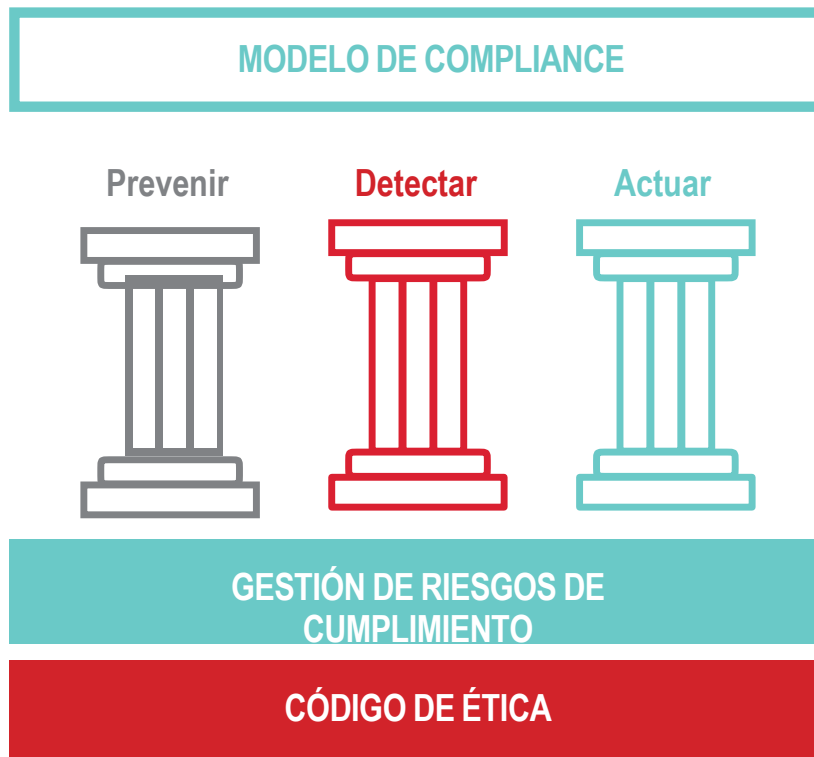 MODELO DE COMPLIANCE
Prevenir Detectar Actuar
GESTIÓN DE RIESGOS DE
CUMPLIMIENTO
CÓDIGO DE ÉTICA